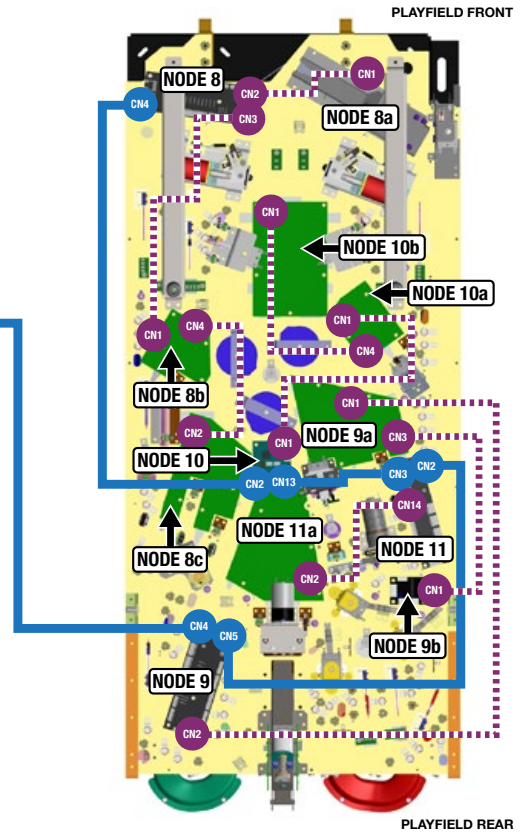 PLAYFIELD FRONT
NODE 8
CN1
CN2
CN4
CN3
NODE 8a
CN1
NODE 10b
NODE 10a
CN1
CN4
CN1
CN4
NODE 8b
CN1
CN2
CN1
NODE 9a
CN3
NODE 10
CN2
CN13
CN3
CN2
CN14
NODE 11a
NODE 11
NODE 8c
CN2
CN1
NODE 9b
CN4
CN5
NODE 9
CN2
PLAYFIELD REAR